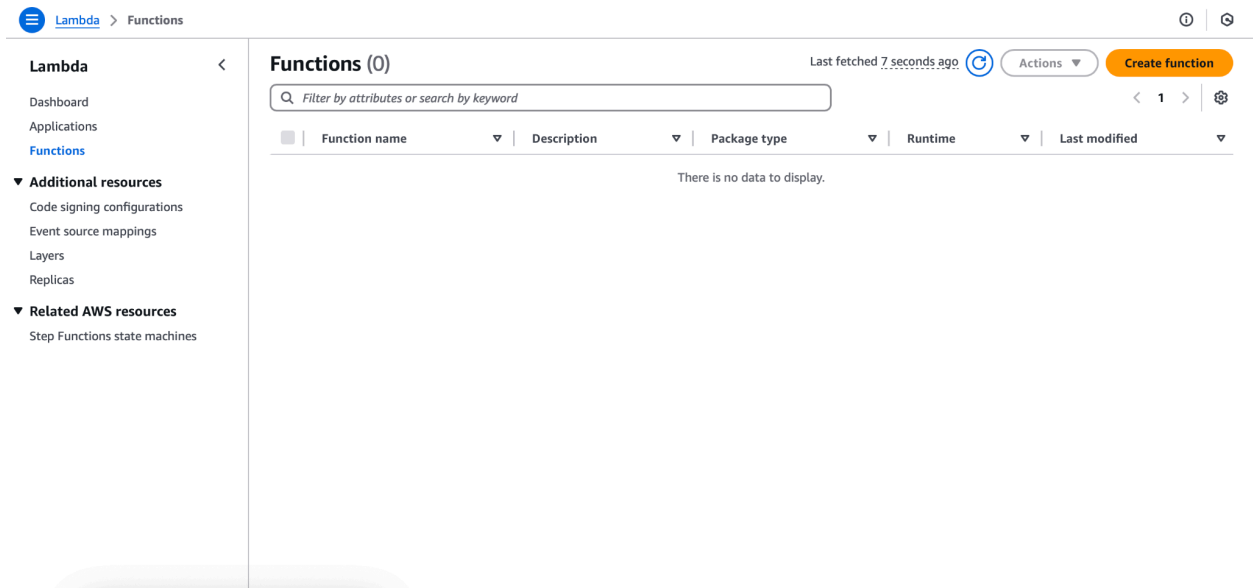 Lambda > Functions
Lambda
Dashboard
Applications
Functions
Additional resources
Code signing configurations
Event source mappings
Layers
Replicas
Related AWS resources
Step Functions state machines
Functions (0)
Last fetched 7 seconds ago
Actions
Create function
Filter by attributes or search by keyword
1
Function name
Description
Package type
Runtime
Last modified
There is no data to display.